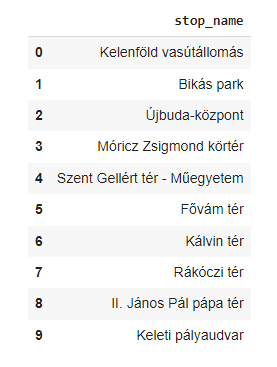 stop_name
0 Kelenföld vasútállomás
1 Bikás park
2 Újbuda-központ
3 Móricz Zsigmond körtér
4 Szent Gellért tér - Műegyetem
5 Fővám tér
6 Kálvin tér
7 Rákóczi tér
8 II. János Pál pápa tér
9 Keleti pályaudvar